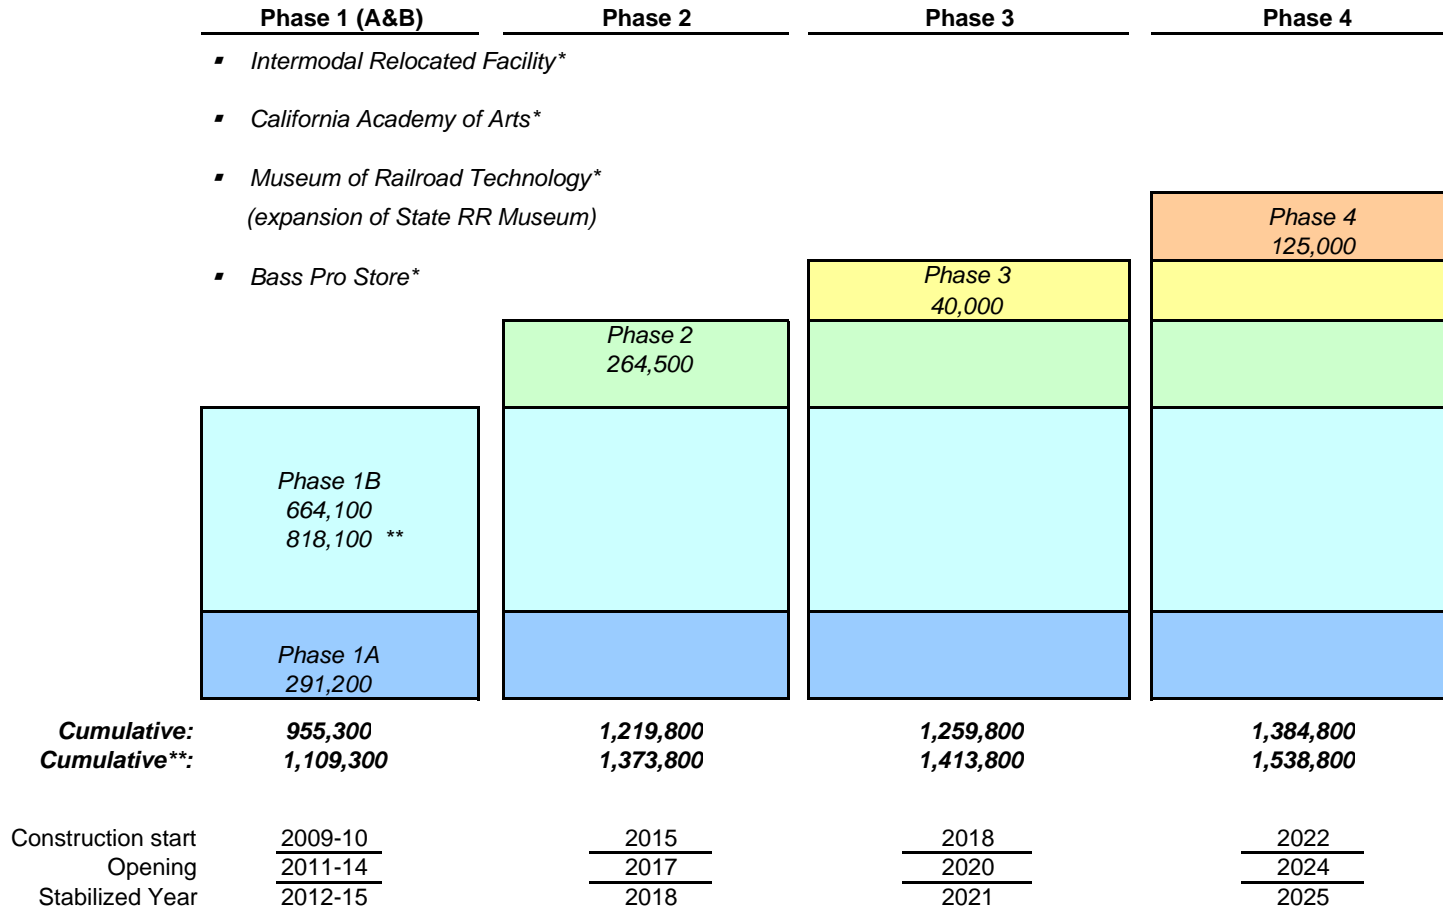 Phase 1 (A&B) Phase 2 Phase 3 Phase 4
▪ Intermodal Relocated Facility*
▪ California Academy of Arts*
▪ Museum of Railroad Technology*
(expansion of State RR Museum)
Phase 4
125,000
▪ Bass Pro Store*
Phase 3
40,000
Phase 2
264,500
Phase 1B
664,100
818,100 **
Phase 1A
291,200
Cumulative: 955,300 1,219,800 1,259,800 1,384,800
Cumulative**: 1,109,300 1,373,800 1,413,800 1,538,800
Construction start 2009-10 2015 2018 2022
Opening 2011-14 2017 2020 2024
Stabilized Year 2012-15 2018 2021 2025